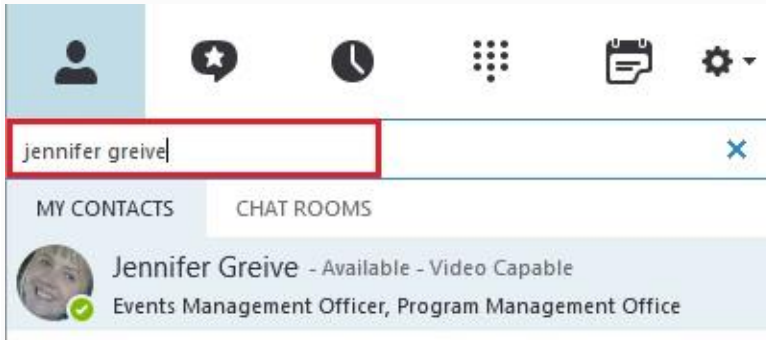 jennifer greive
MY CONTACTS CHAT ROOMS
Jennifer Greive - Available - Video Capable
Events Management Officer, Program Management Office